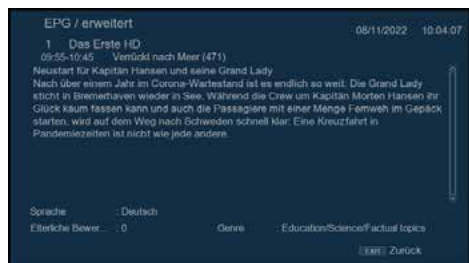 EPG / erweitert
08/11/2022 10:04:07
1 Das Erste HD
09:55-10:45 Verrückt nach Meer (471)
Neustart für Kapitän Hansen und seine Grand Lady
Nach über einem Jahr im Corona-Wartestand ist es endlich so weit: Die Grand Lady
sticht in Bremerhaven wieder in See. Während die Crew um Kapitän Morten Hansen ihr
Glück kaum fassen kann und auch die Passagiere mit einer Menge Fernweh im Gepäck
starten, wird auf dem Weg nach Schweden schnell klar: Eine Kreuzfahrt in
Pandemiezeiten ist nicht wie jede andere.
Sprache : Deutsch
Elterliche Bewer... : 0 Genre : Education/Science/Factual topics
EXIT Zurück